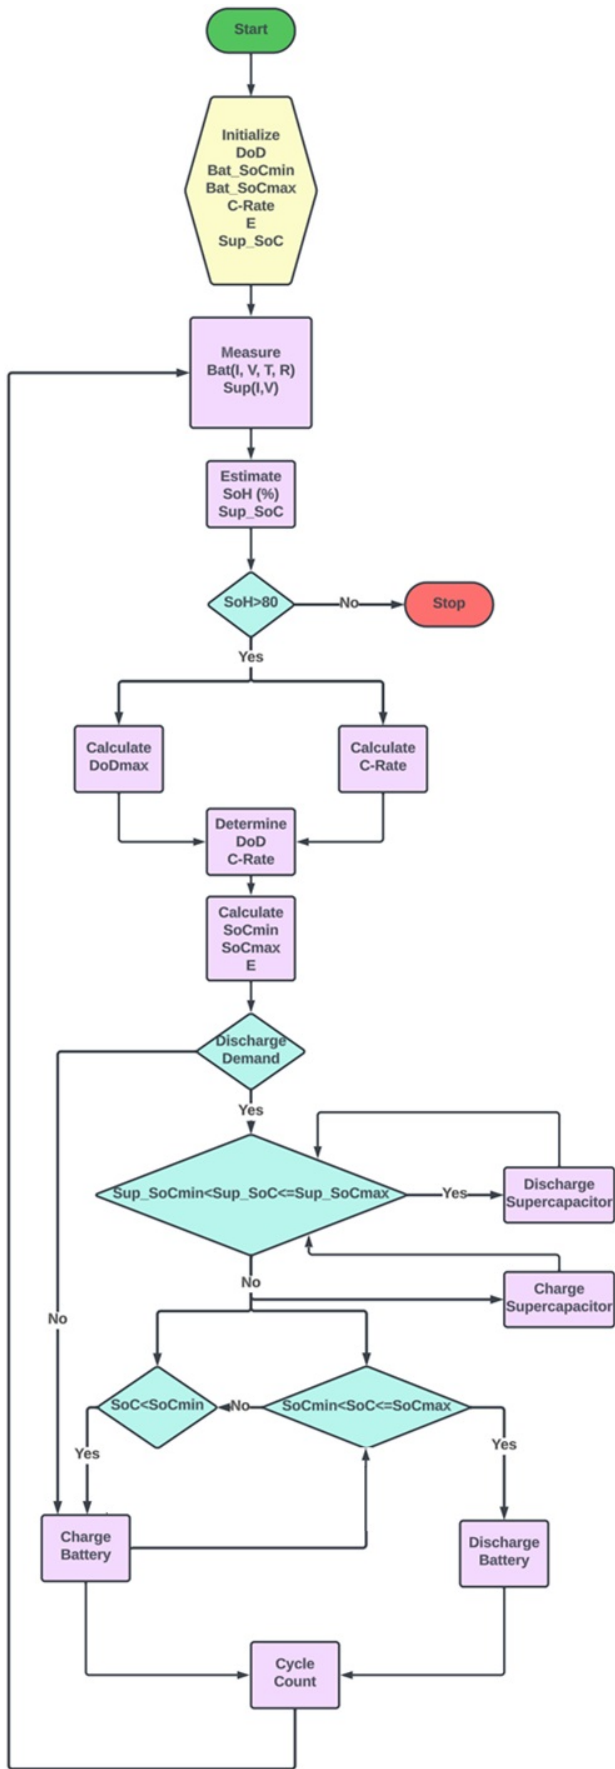 Start
Initialize
DoD
Bat_SoCmin
Bat_SoCmax
C-Rate
E
Sup_SoC
Measure
Bat(I, V, T, R)
Sup(I,V)
Estimate
SoH (%)
Sup_SoC
SoH>80
No
Stop
Yes
Calculate
DoDmax
Calculate
C-Rate
Determine
DoD
C-Rate
Calculate
SoCmin
SoCmax
E
Discharge
Demand
Yes
Sup_SoCmin<Sup_SoC<=Sup_SoCmax
Yes
Discharge
Supercapacitor
No
Charge
Supercapacitor
No
SoC<SoCmin
No
SoCmin<SoC<=SoCmax
Yes
Yes
Charge
Battery
Discharge
Battery
Cycle
Count